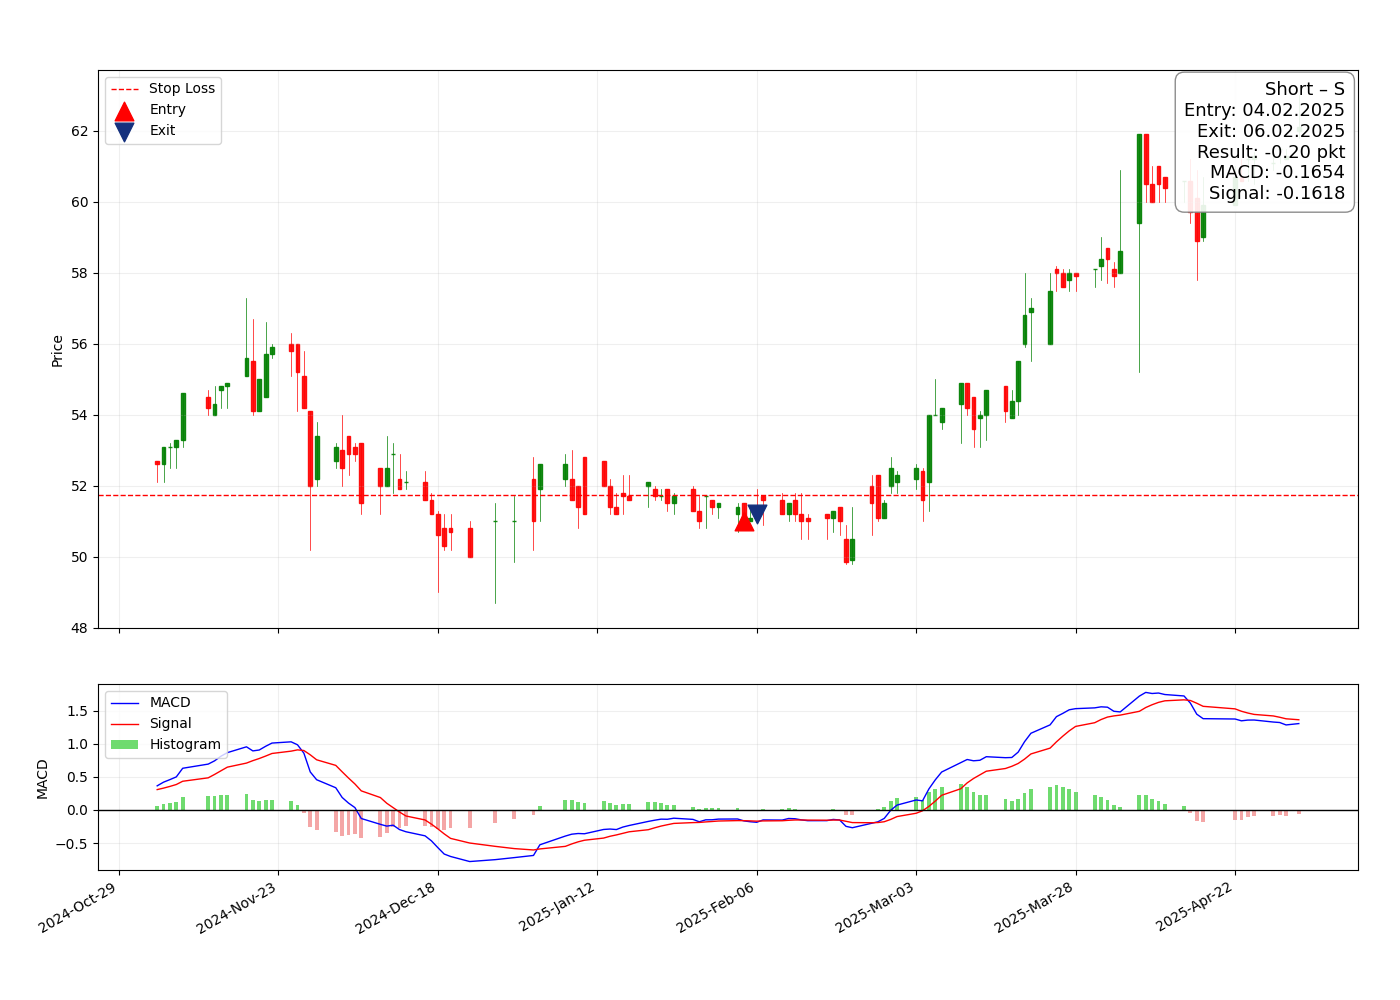 Stop Loss
Entry
Exit
Short – S
Entry: 04.02.2025
Exit: 06.02.2025
Result: -0.20 pkt
MACD: -0.1654
Signal: -0.1618
Price
62
60
58
56
54
52
50
48
MACD
Signal
Histogram
MACD
1.5
1.0
0.5
0.0
−0.5
2024-Oct-29
2024-Nov-23
2024-Dec-18
2025-Jan-12
2025-Feb-06
2025-Mar-03
2025-Mar-28
2025-Apr-22